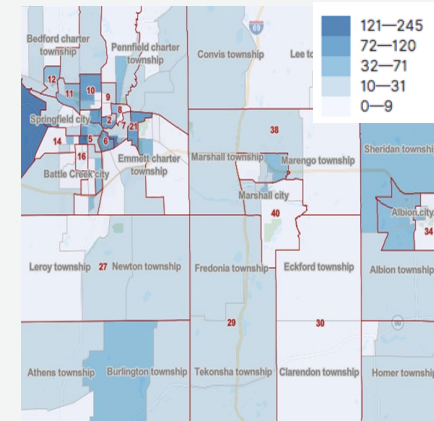 121—245
72—120
32—71
10—31
0—9
69
Bedford charter
township
Pennfield charter
township
Convis township
Lee to
12
11
10
9
8
Springfield city
2
7
21
14
5
6
16
Battle Creek city
Emmett charter
township
38
Marshall township
Marengo township
Marshall city
40
Sheridan township
Albion city
34
Leroy township
27
Newton township
Fredonia township
Eckford township
Albion township
29
30
Athens township
Burlington township
Tekonsha township
Clarendon township
Homer township